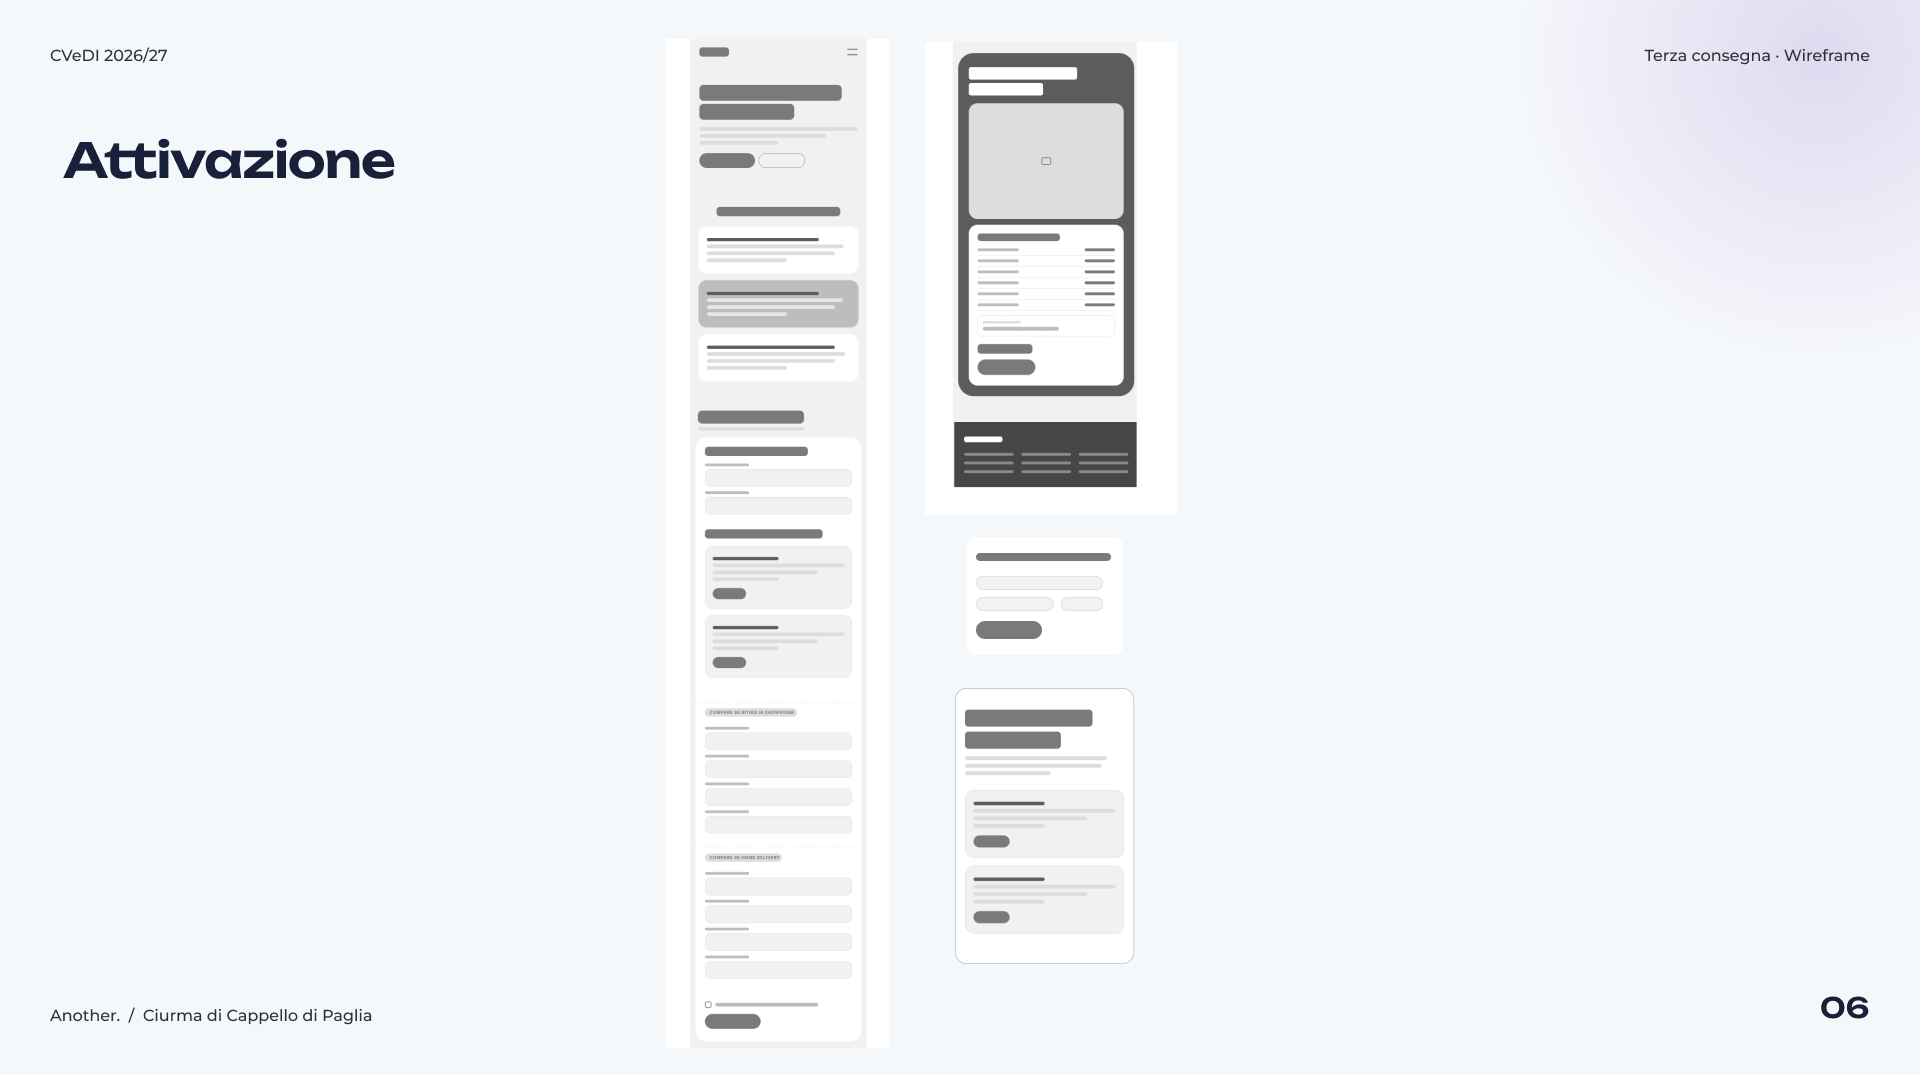 CVeDI 2026/27
Terza consegna · Wireframe
Attivazione
COMPARE SE RITIRO IN SHOWROOM
COMPARE SE HOME DELIVERY
Another. / Ciurma di Cappello di Paglia
06